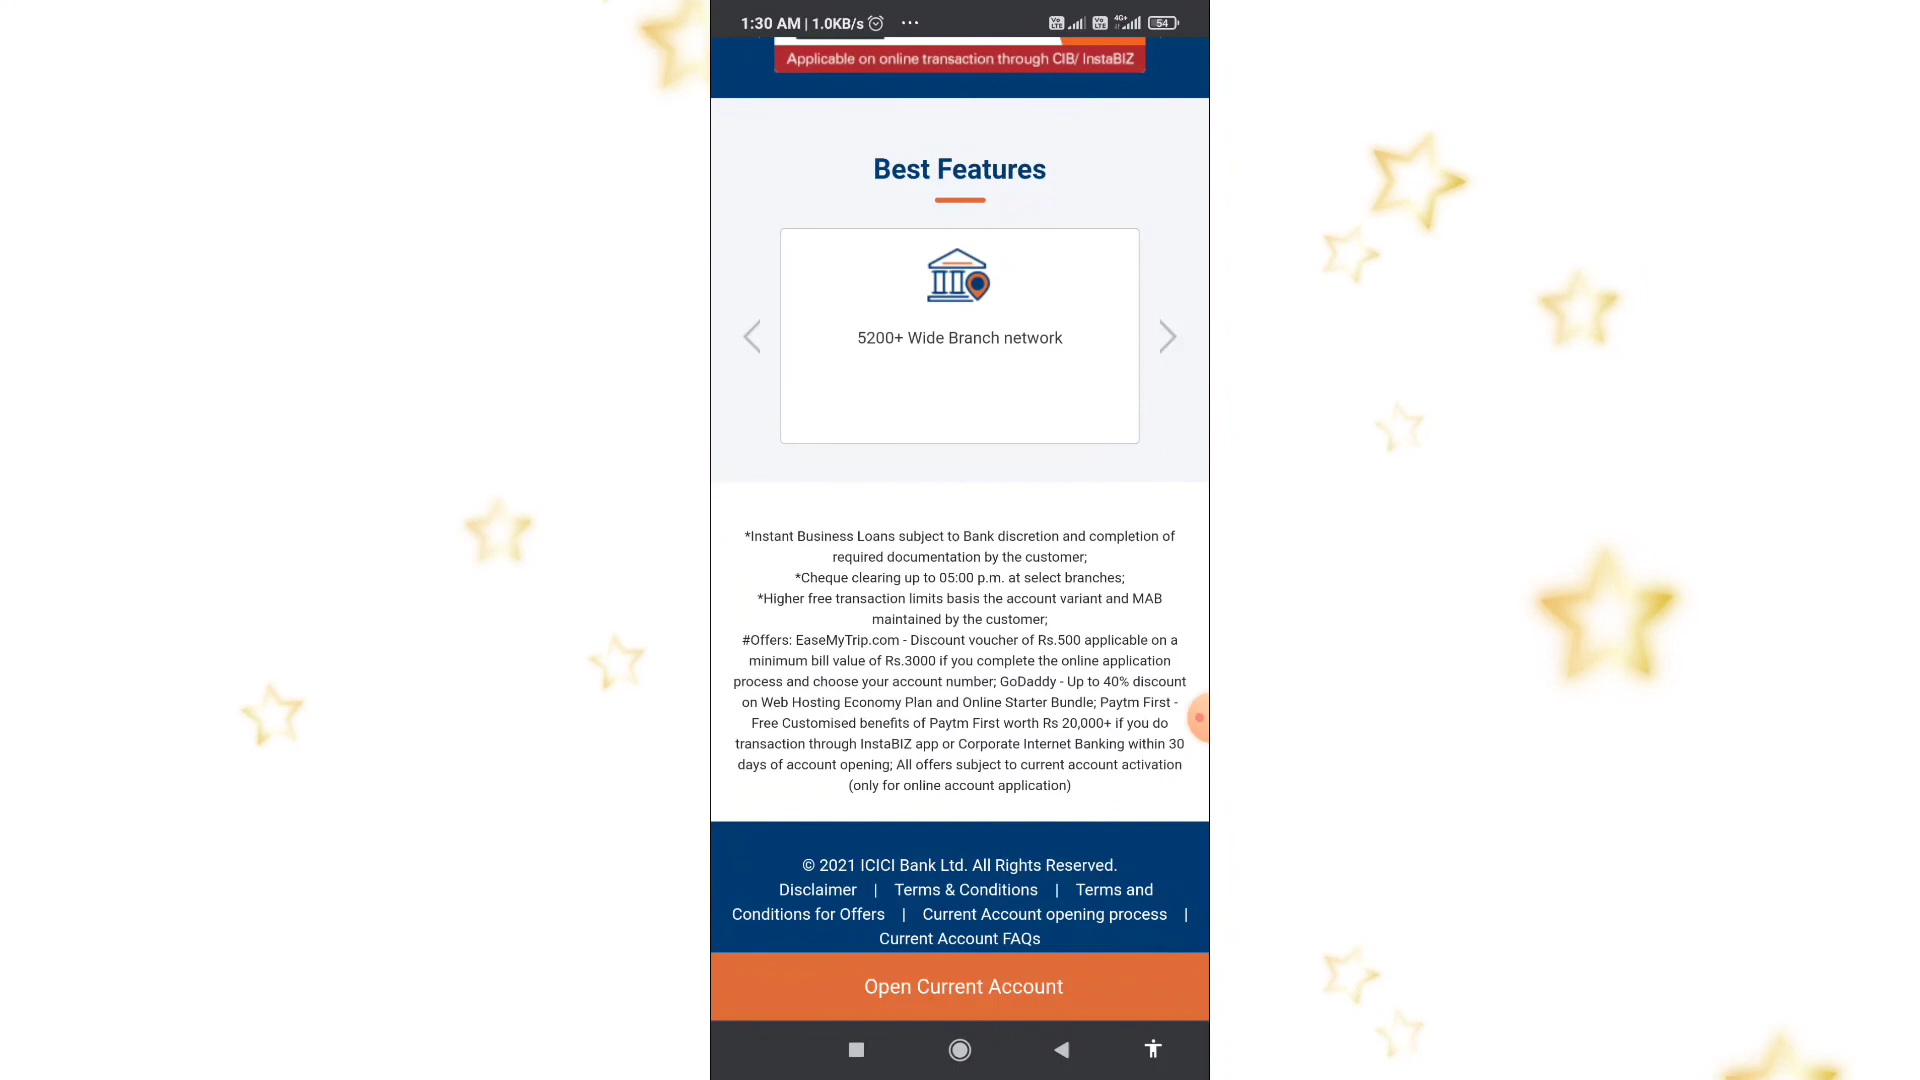 1:30 AM | 1.0KB/s ...
Vo LTE Vo LTE 4G+ 54
Applicable on online transaction through CIB/ InstaBIZ
Best Features
5200+ Wide Branch network
*Instant Business Loans subject to Bank discretion and completion of
required documentation by the customer;
*Cheque clearing up to 05:00 p.m. at select branches;
*Higher free transaction limits basis the account variant and MAB
maintained by the customer;
#Offers: EaseMyTrip.com - Discount voucher of Rs.500 applicable on a
minimum bill value of Rs.3000 if you complete the online application
process and choose your account number; GoDaddy - Up to 40% discount
on Web Hosting Economy Plan and Online Starter Bundle; Paytm First -
Free Customised benefits of Paytm First worth Rs 20,000+ if you do
transaction through InstaBIZ app or Corporate Internet Banking within 30
days of account opening; All offers subject to current account activation
(only for online account application)
© 2021 ICICI Bank Ltd. All Rights Reserved.
Disclaimer | Terms & Conditions | Terms and
Conditions for Offers | Current Account opening process |
Current Account FAQs
Open Current Account